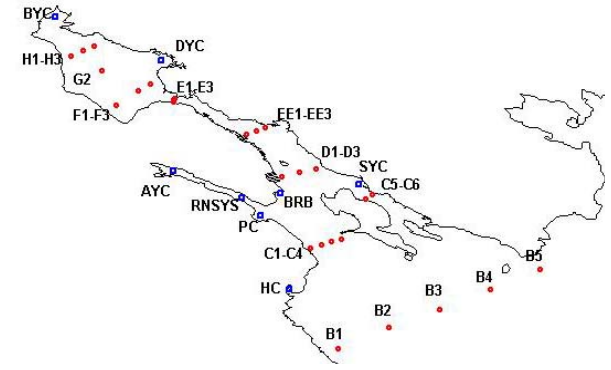 BYC
DYC
H1-H3
G2
E1-E3
F1-F3
EE1-EE3
D1-D3
SYC
AYC
C5-C6
RNSYS
BRB
PC
C1-C4
B5
HC
B4
B3
B2
B1